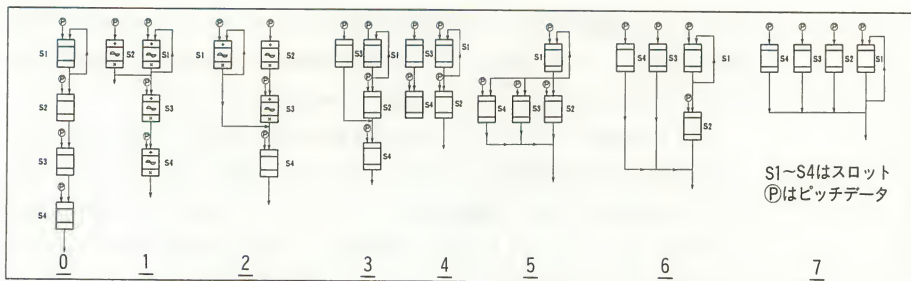 P P P P P P P P P P P P P P P P
S1 S2 S1 S1 S2 S3 S1 S3 S1 S1 S4 S3 S1 S4 S3 S2 S1
P P P P P P P P
S2 S3 S3 S2 S4 S2 S4 S3 S2 S2
P P P P
S3 S4 S4 S4
P
S4
S1~S4はスロット
Pはピッチデータ
0 1 2 3 4 5 6 7